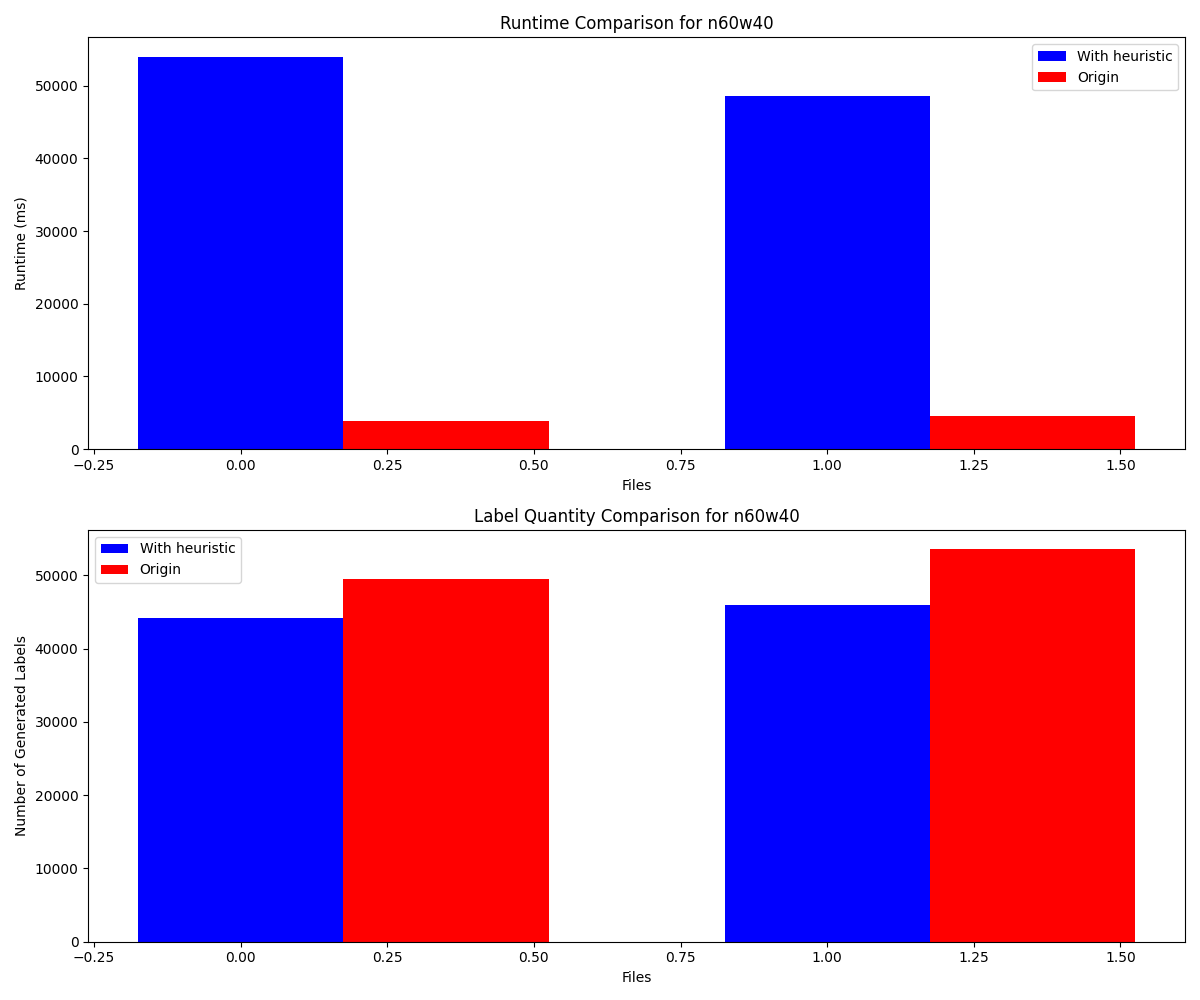 Runtime Comparison for n60w40
With heuristic
Origin
50000
40000
30000
20000
10000
0
Runtime (ms)
−0.25 0.00 0.25 0.50 0.75 1.00 1.25 1.50
Files
Label Quantity Comparison for n60w40
With heuristic
Origin
50000
40000
30000
20000
10000
0
Number of Generated Labels
−0.25 0.00 0.25 0.50 0.75 1.00 1.25 1.50
Files